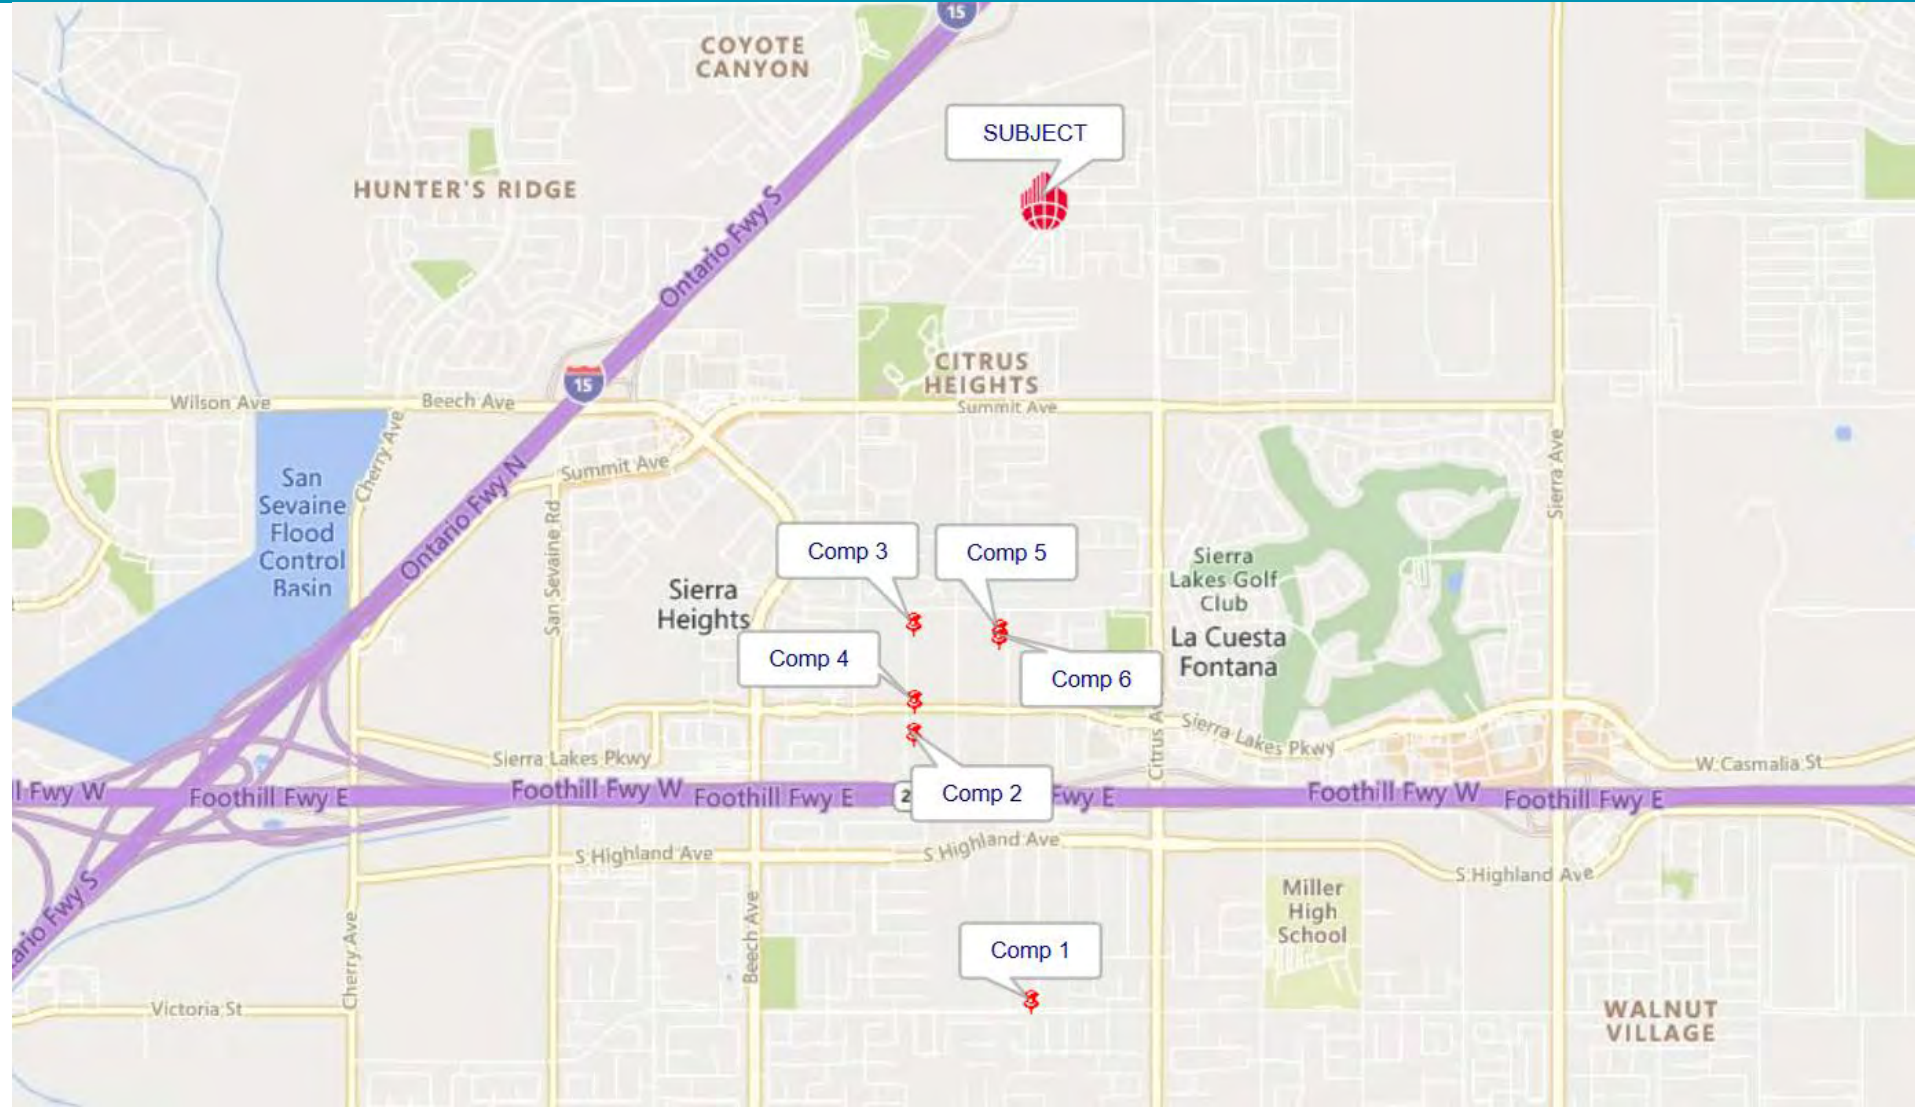 15
COYOTE
CANYON
SUBJECT
HUNTER'S RIDGE
Ontario Fwy S
CITRUS
HEIGHTS
15
Wilson Ave
Beech Ave
Summit Ave
Cherry Ave
Summit Ave
Sierra Ave
San
Sevaine
Flood
Control
Basin
Ontario Fwy N
San Sevaine Rd
Comp 3
Comp 5
Sierra
Lakes Golf
Club
Sierra
Heights
La Cuesta
Fontana
Comp 4
Comp 6
Citrus A
Sierra Lakes Pkwy
Sierra Lakes Pkwy
W Casmalia St
l Fwy W
Foothill Fwy E
Foothill Fwy W
Foothill Fwy E
2
Comp 2
Fwy E
Foothill Fwy W
Foothill Fwy E
S Highland Ave
S Highland Ave
S Highland Ave
tario Fwy S
Cherry Ave
Beech Ave
Miller
High
School
Comp 1
Victoria St
WALNUT
VILLAGE